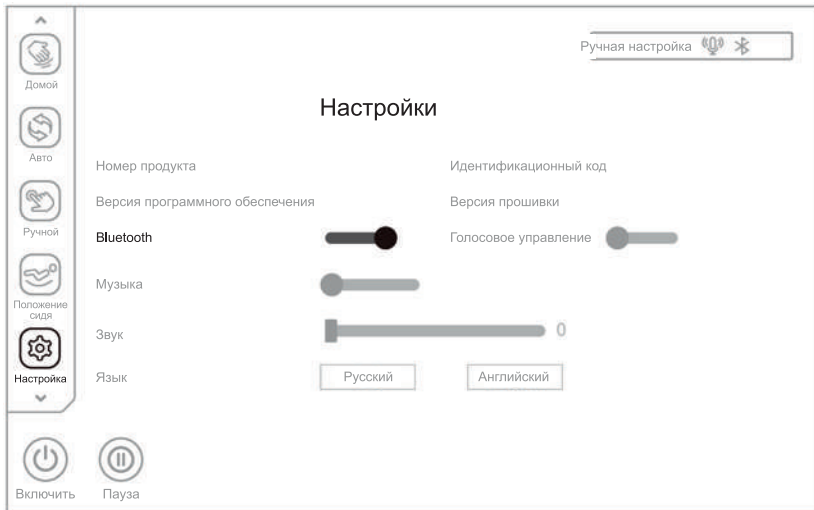 Ручная настройка
Домой
Настройки
Авто
Номер продукта
Идентификационный код
Версия программного обеспечения
Версия прошивки
Ручной
Bluetooth
Голосовое управление
Музыка
Положение
сидя
Звук
0
Настройка
Язык
Русский
Английский
Включить
Пауза